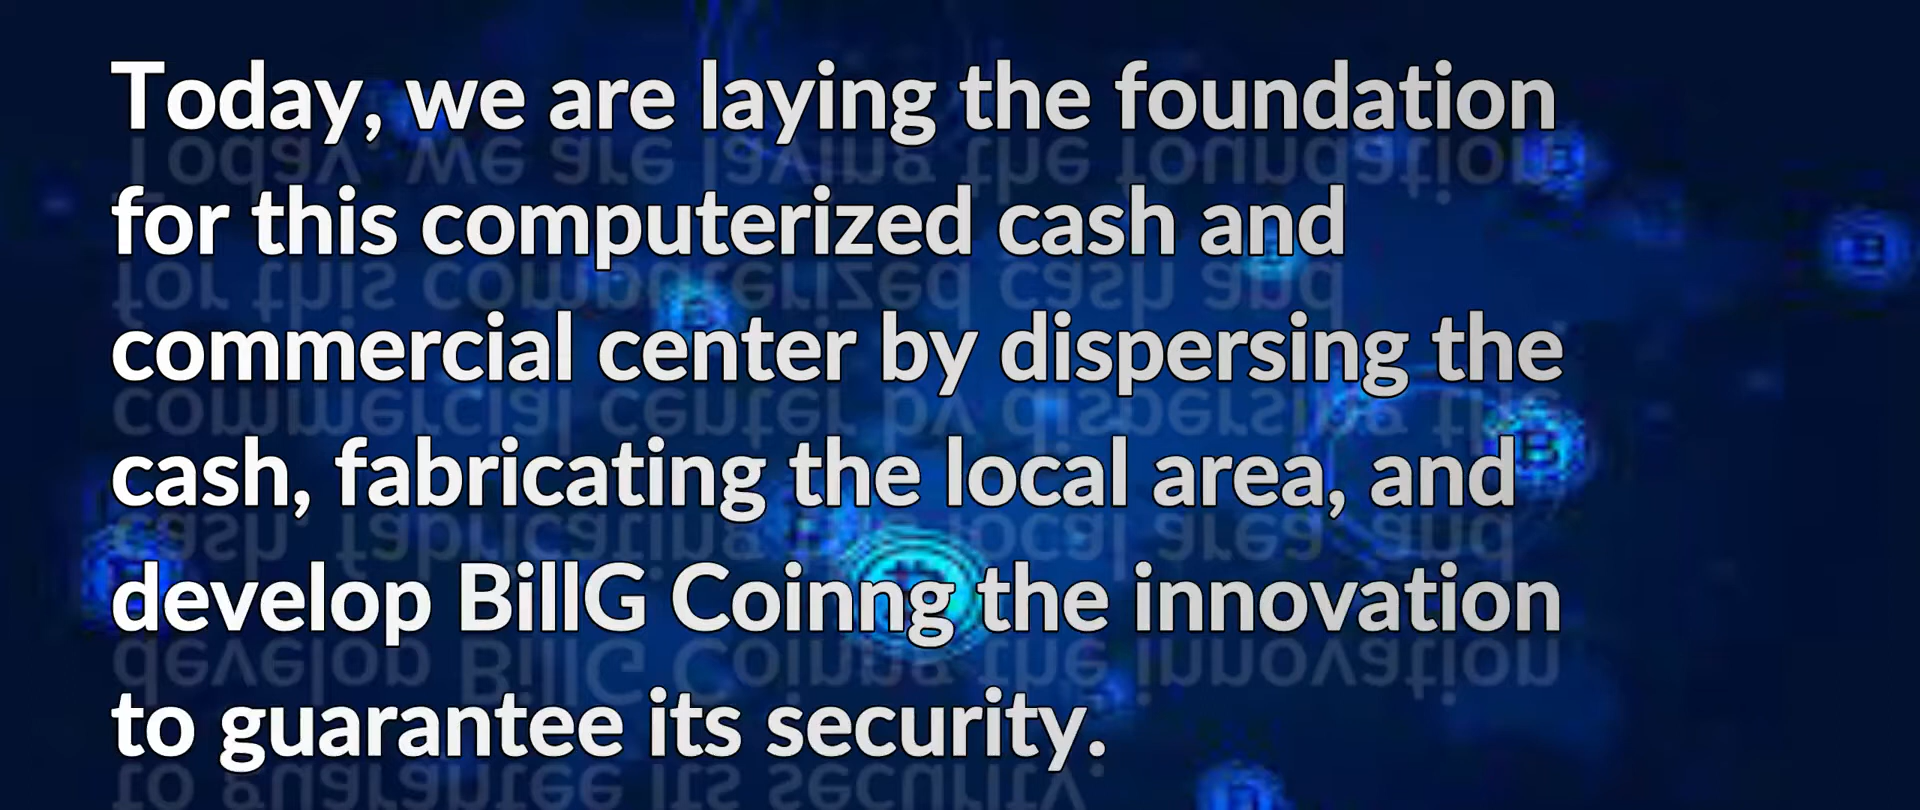 Today, we are laying the foundation
for this computerized cash and
commercial center by dispersing the
cash, fabricating the local area, and
develop BillG Coinng the innovation
to guarantee its security.